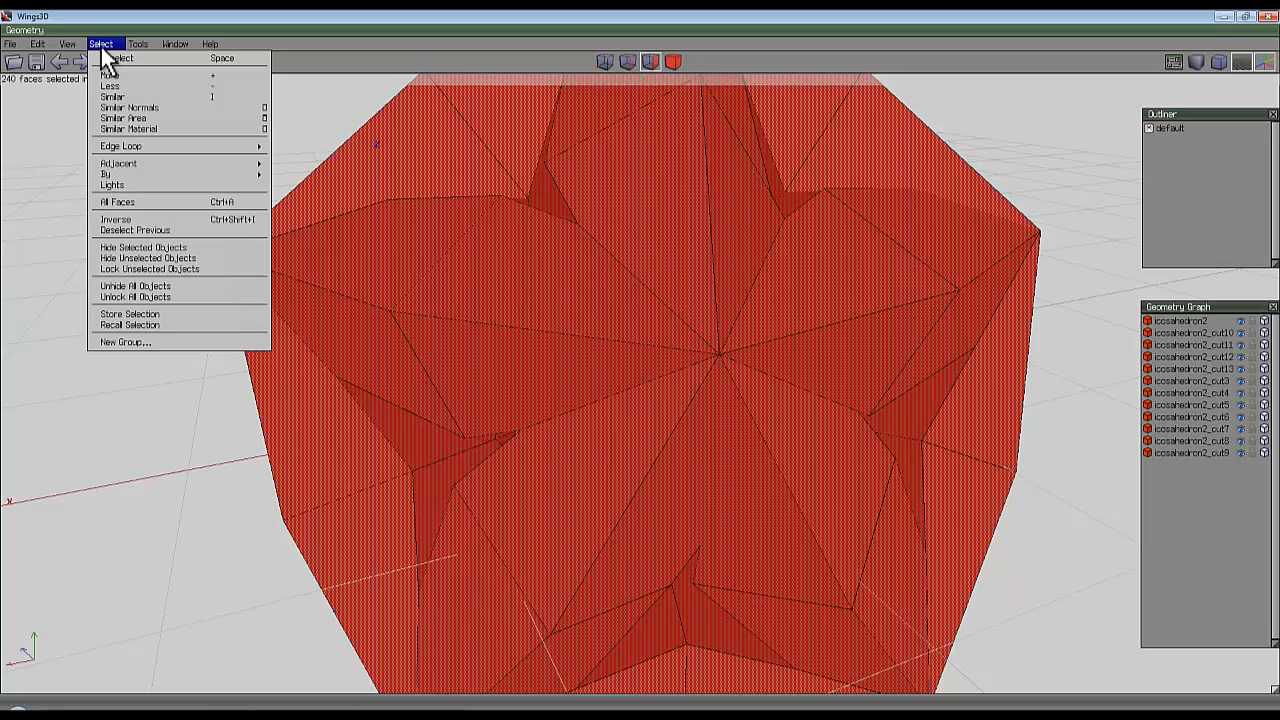 Wings3D
Geometry
File Edit View Select Tools Window Help
240 faces selected in
select Space
More +
Less -
Similar I
Similar Normals
Similar Area
Similar Material
Edge Loop
Adjacent
By
Lights
All Faces Ctrl+A
Inverse Ctrl+Shift+I
Deselect Previous
Hide Selected Objects
Hide Unselected Objects
Lock Unselected Objects
Unhide All Objects
Unlock All Objects
Store Selection
Recall Selection
New Group...
z
x
Outliner
default
Geometry Graph
icosahedron2
icosahedron2_cut10
icosahedron2_cut11
icosahedron2_cut12
icosahedron2_cut13
icosahedron2_cut3
icosahedron2_cut4
icosahedron2_cut5
icosahedron2_cut6
icosahedron2_cut7
icosahedron2_cut8
icosahedron2_cut9